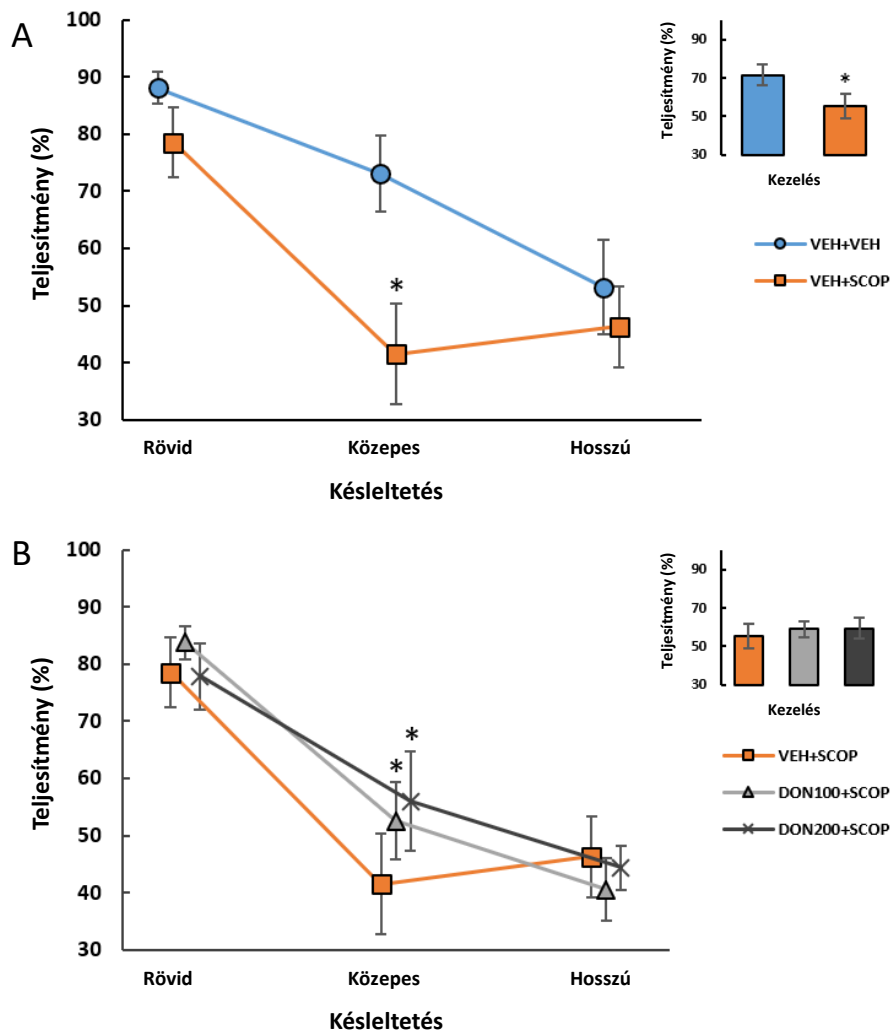 A
Teljesítmény (%)
100
90
80
70
60
50
40
30
Rövid Közepes Hosszú
Késleltetés
*
Teljesítmény (%)
90
70
50
30
*
Kezelés
VEH+VEH
VEH+SCOP
B
Teljesítmény (%)
100
90
80
70
60
50
40
30
Rövid Közepes Hosszú
Késleltetés
*
*
Teljesítmény (%)
90
70
50
30
Kezelés
VEH+SCOP
DON100+SCOP
DON200+SCOP